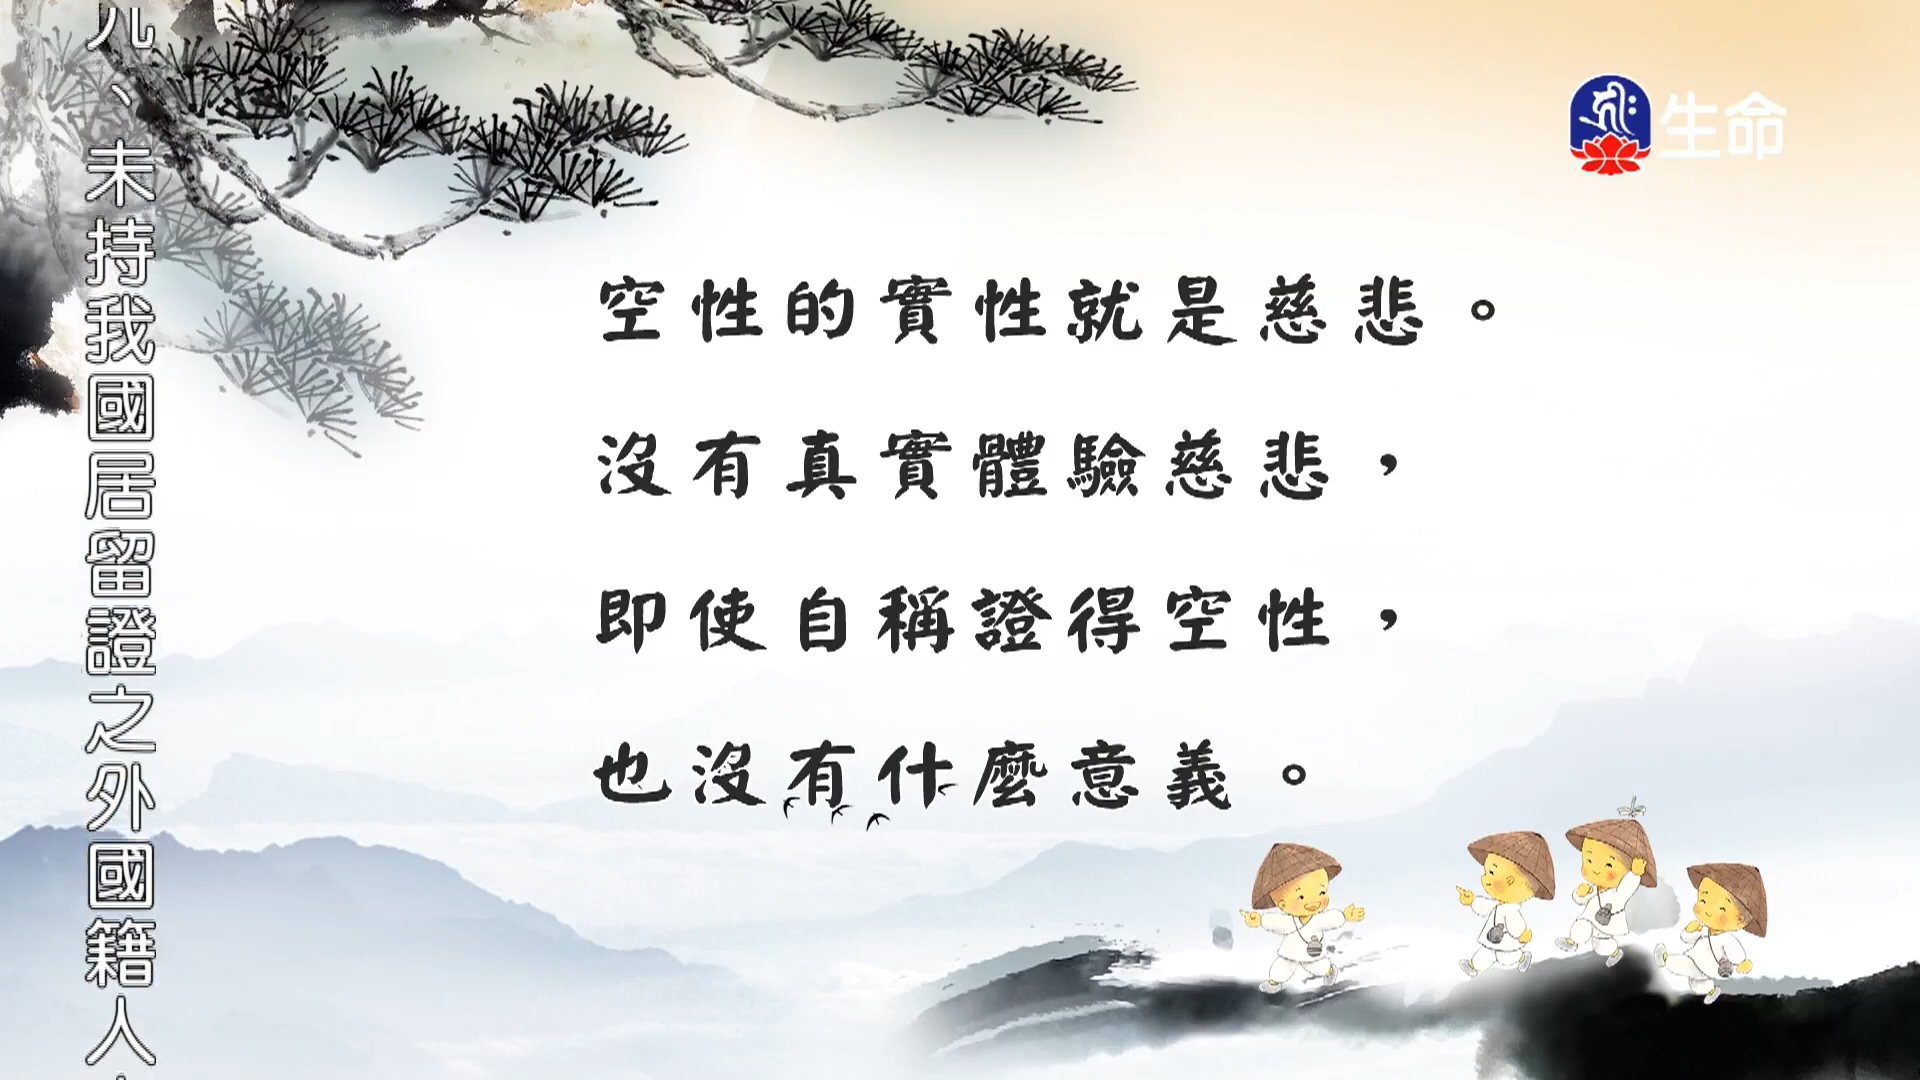 生命
空性的實性就是慈悲。
沒有真實體驗慈悲，
即使自稱證得空性，
也沒有什麼意義。
、未持我國居留證之外國籍人